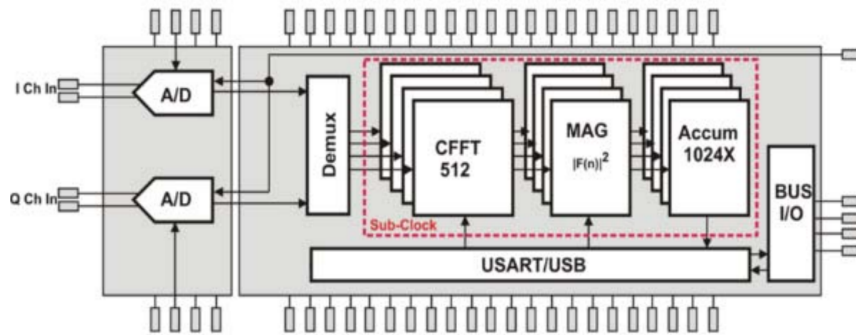 I Ch In
A/D
Q Ch In
A/D
Demux
CFFT
512
MAG
|F(n)|²
Accum
1024X
Sub-Clock
USART/USB
BUS
I/O